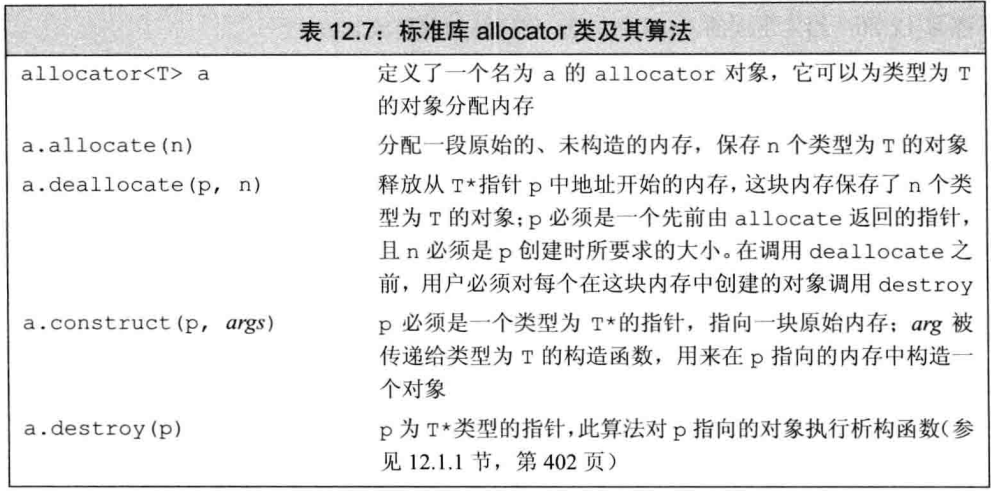 表 12.7：标准库 allocator 类及其算法
allocator<T> a 定义了一个名为 a 的 allocator 对象，它可以为类型为 T
的对象分配内存
a.allocate(n) 分配一段原始的、未构造的内存，保存 n 个类型为 T 的对象
a.deallocate(p, n) 释放从 T*指针 p 中地址开始的内存，这块内存保存了 n 个类
型为 T 的对象；p 必须是一个先前由 allocate 返回的指针，
且 n 必须是 p 创建时所要求的大小。在调用 deallocate 之
前，用户必须对每个在这块内存中创建的对象调用 destroy
a.construct(p, args) p 必须是一个类型为 T*的指针，指向一块原始内存；arg 被
传递给类型为 T 的构造函数，用来在 p 指向的内存中构造一
个对象
a.destroy(p) p 为 T*类型的指针，此算法对 p 指向的对象执行析构函数（参
见 12.1.1 节，第 402 页）